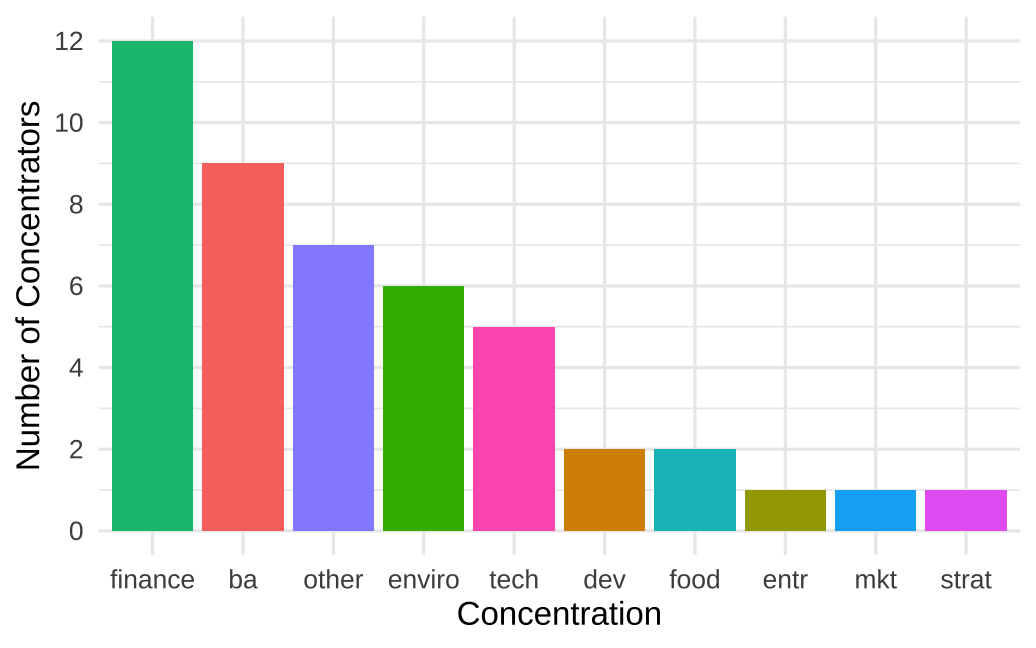 Number of Concentrators
12
10
8
6
4
2
0
finance ba other enviro tech dev food entr mkt strat
Concentration